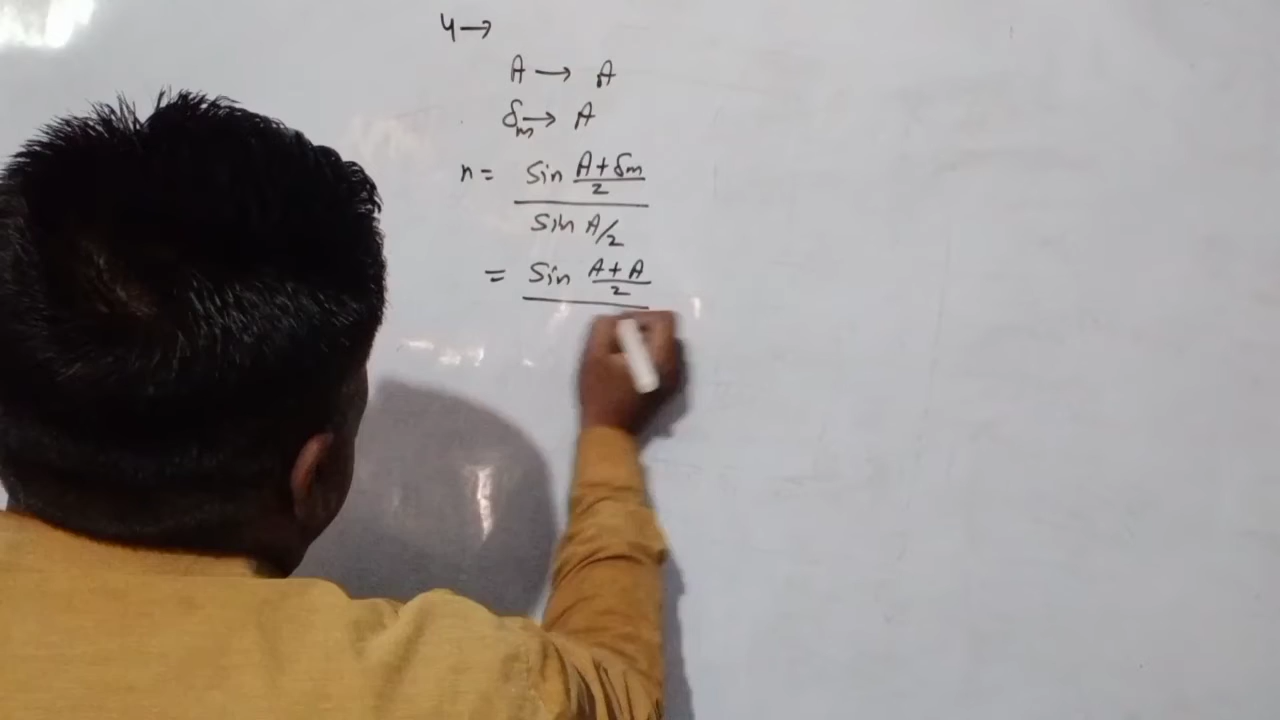 4→
A → A
δm→ A
n = sin (A+δm)/2 / sin A/2
= sin (A+A)/2